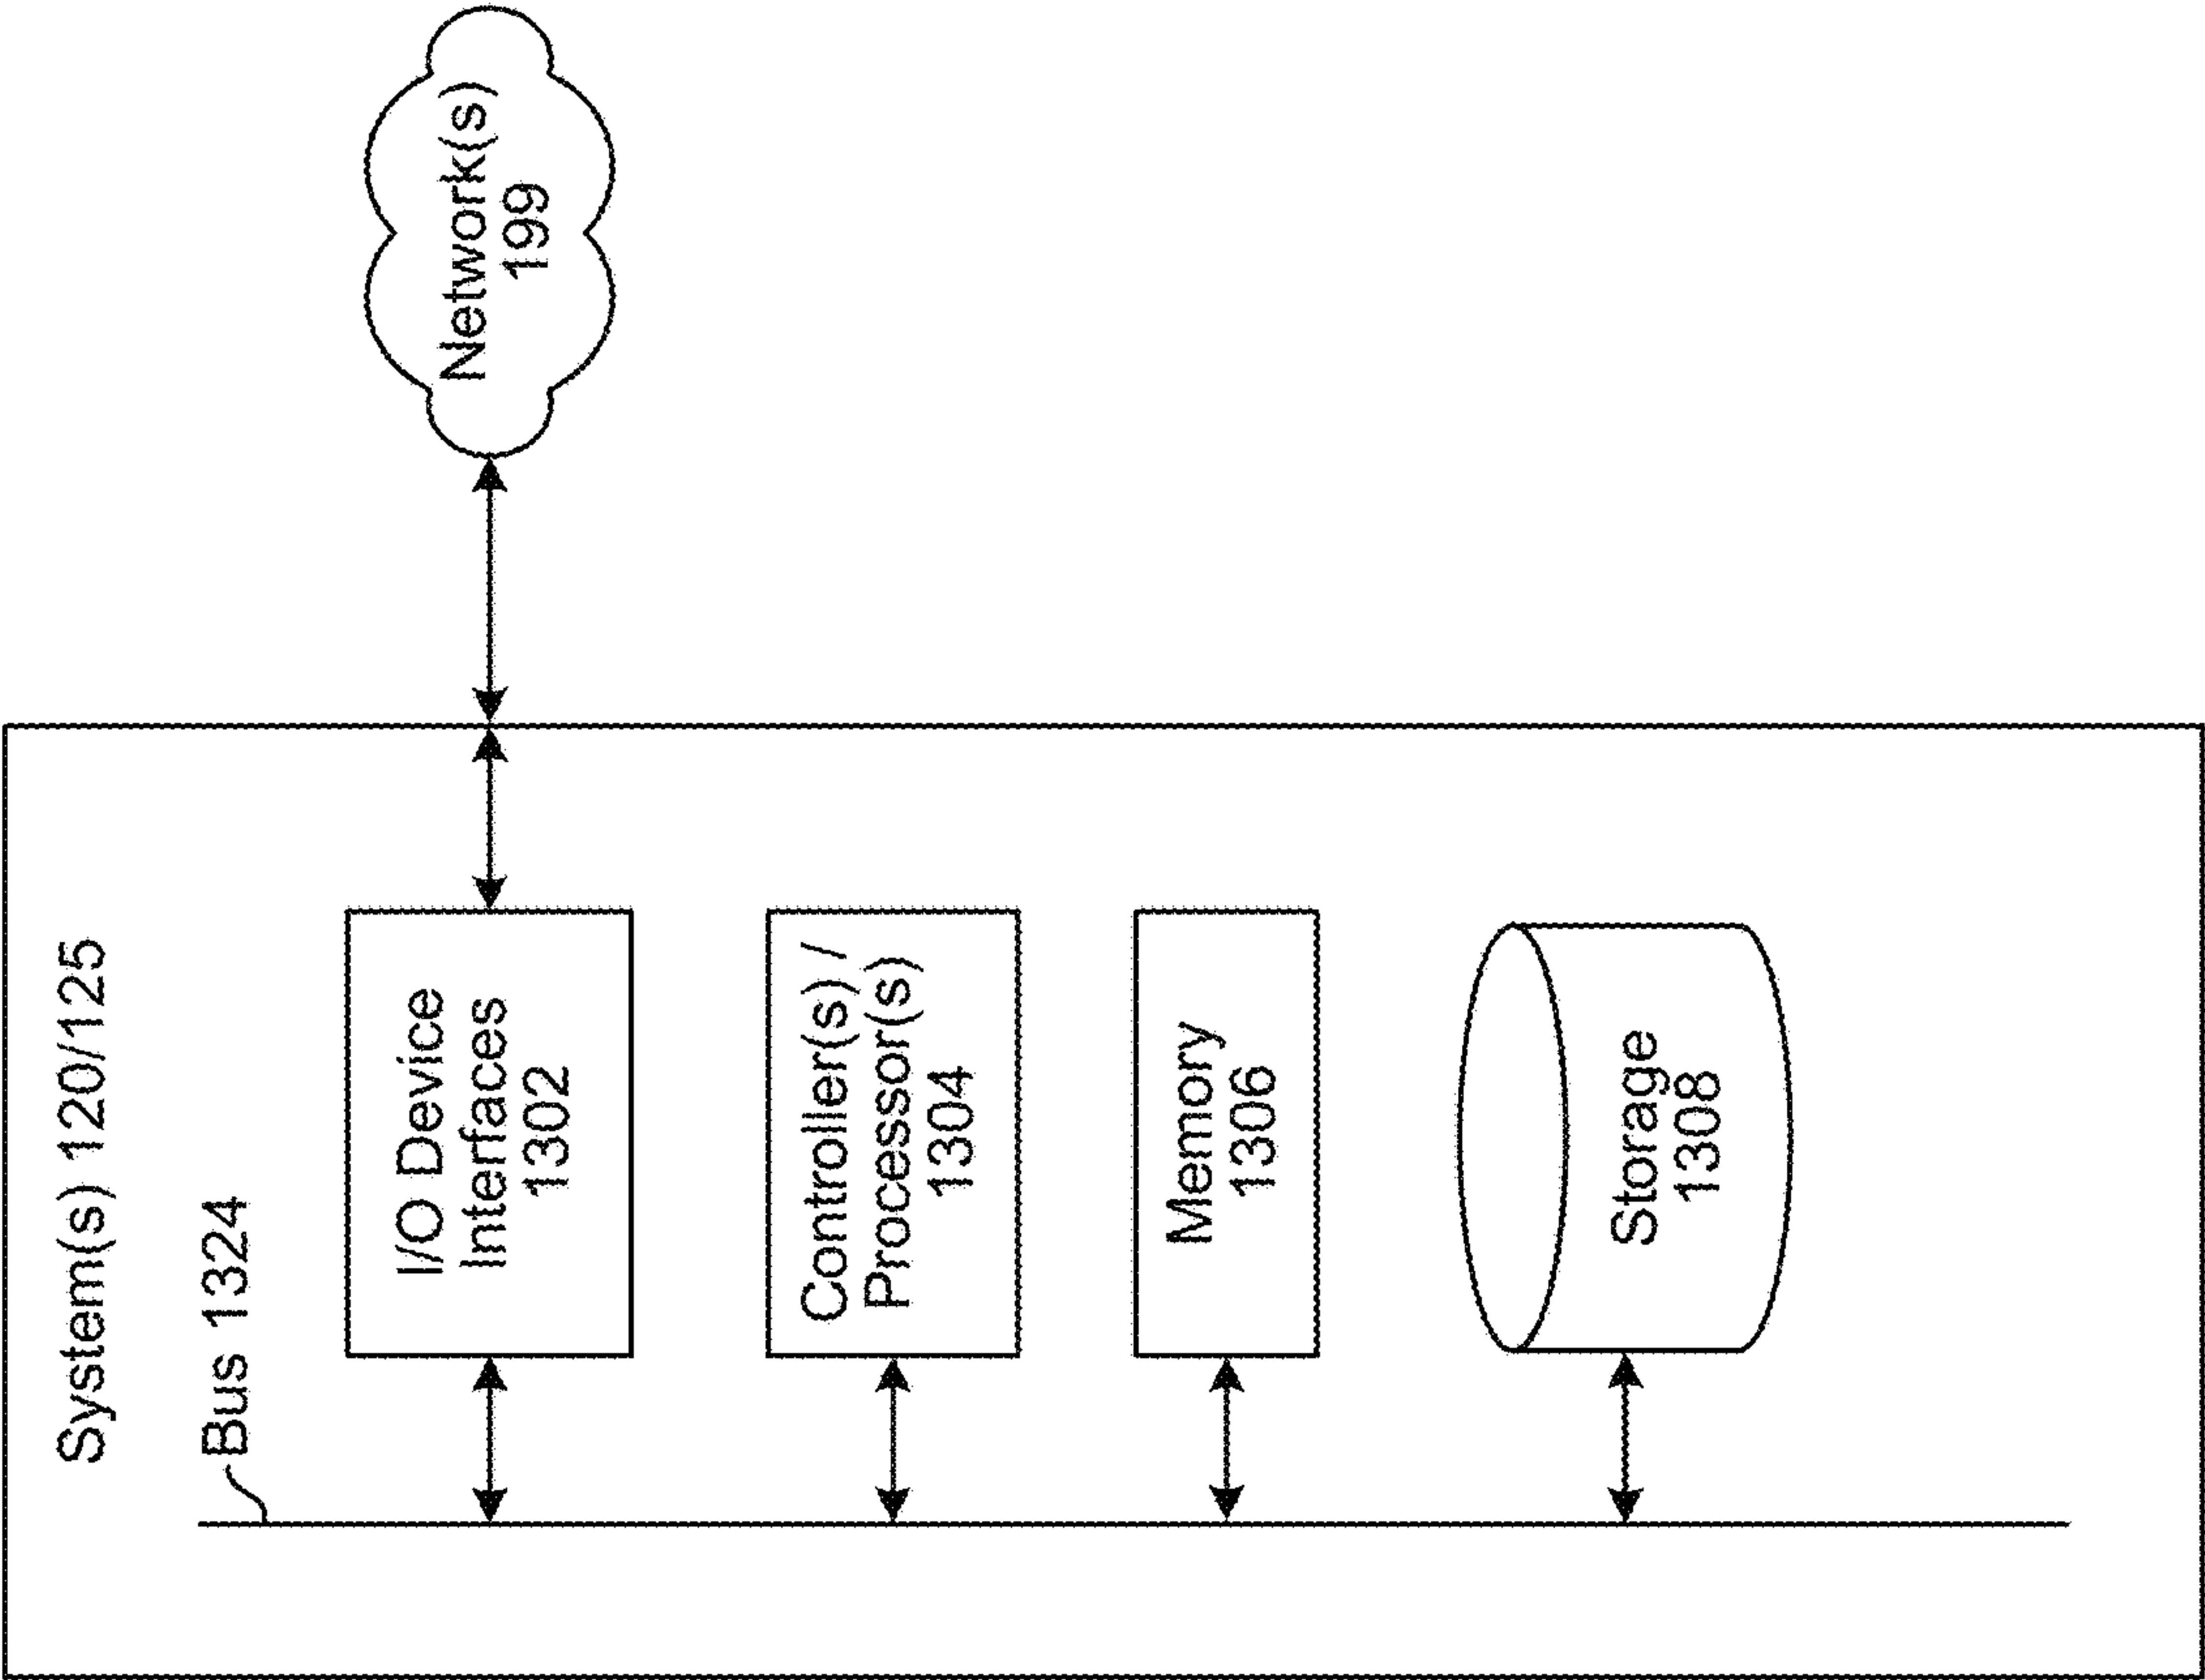 System(s) 120/125
Bus 1324
I/O Device
Interfaces
1302
Network(s)
199
Controller(s) /
Processor(s)
1304
Memory
1306
Storage
1308